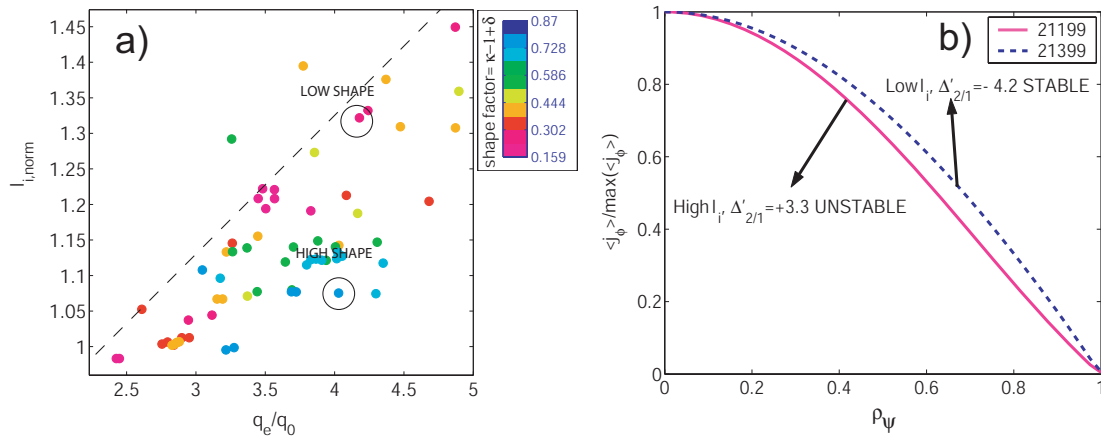 a)
1.45
1.4
1.35
1.3
1.25
1.2
1.15
1.1
1.05
1
l_{i,norm}
2.5 3 3.5 4 4.5 5
q_e/q_0
LOW SHAPE
HIGH SHAPE
shape factor= κ−1+δ
0.87
0.728
0.586
0.444
0.302
0.159
b)
21199
21399
1
0.8
0.6
0.4
0.2
0
<j_ϕ>/max(<j_ϕ>)
Low l_i, Δ'_{2/1}=- 4.2 STABLE
High l_i, Δ'_{2/1}=+3.3 UNSTABLE
0 0.2 0.4 0.6 0.8 1
ρ_ψ